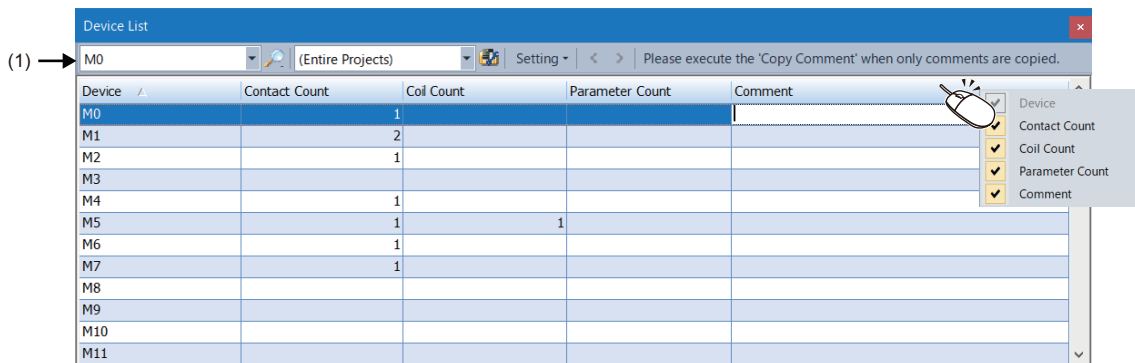 Device List
(1)
M0 (Entire Projects) Setting Please execute the 'Copy Comment' when only comments are copied.
Device Contact Count Coil Count Parameter Count Comment
M0 1
M1 2
M2 1
M3
M4 1
M5 1 1
M6 1
M7 1
M8
M9
M10
M11
Device
Contact Count
Coil Count
Parameter Count
Comment